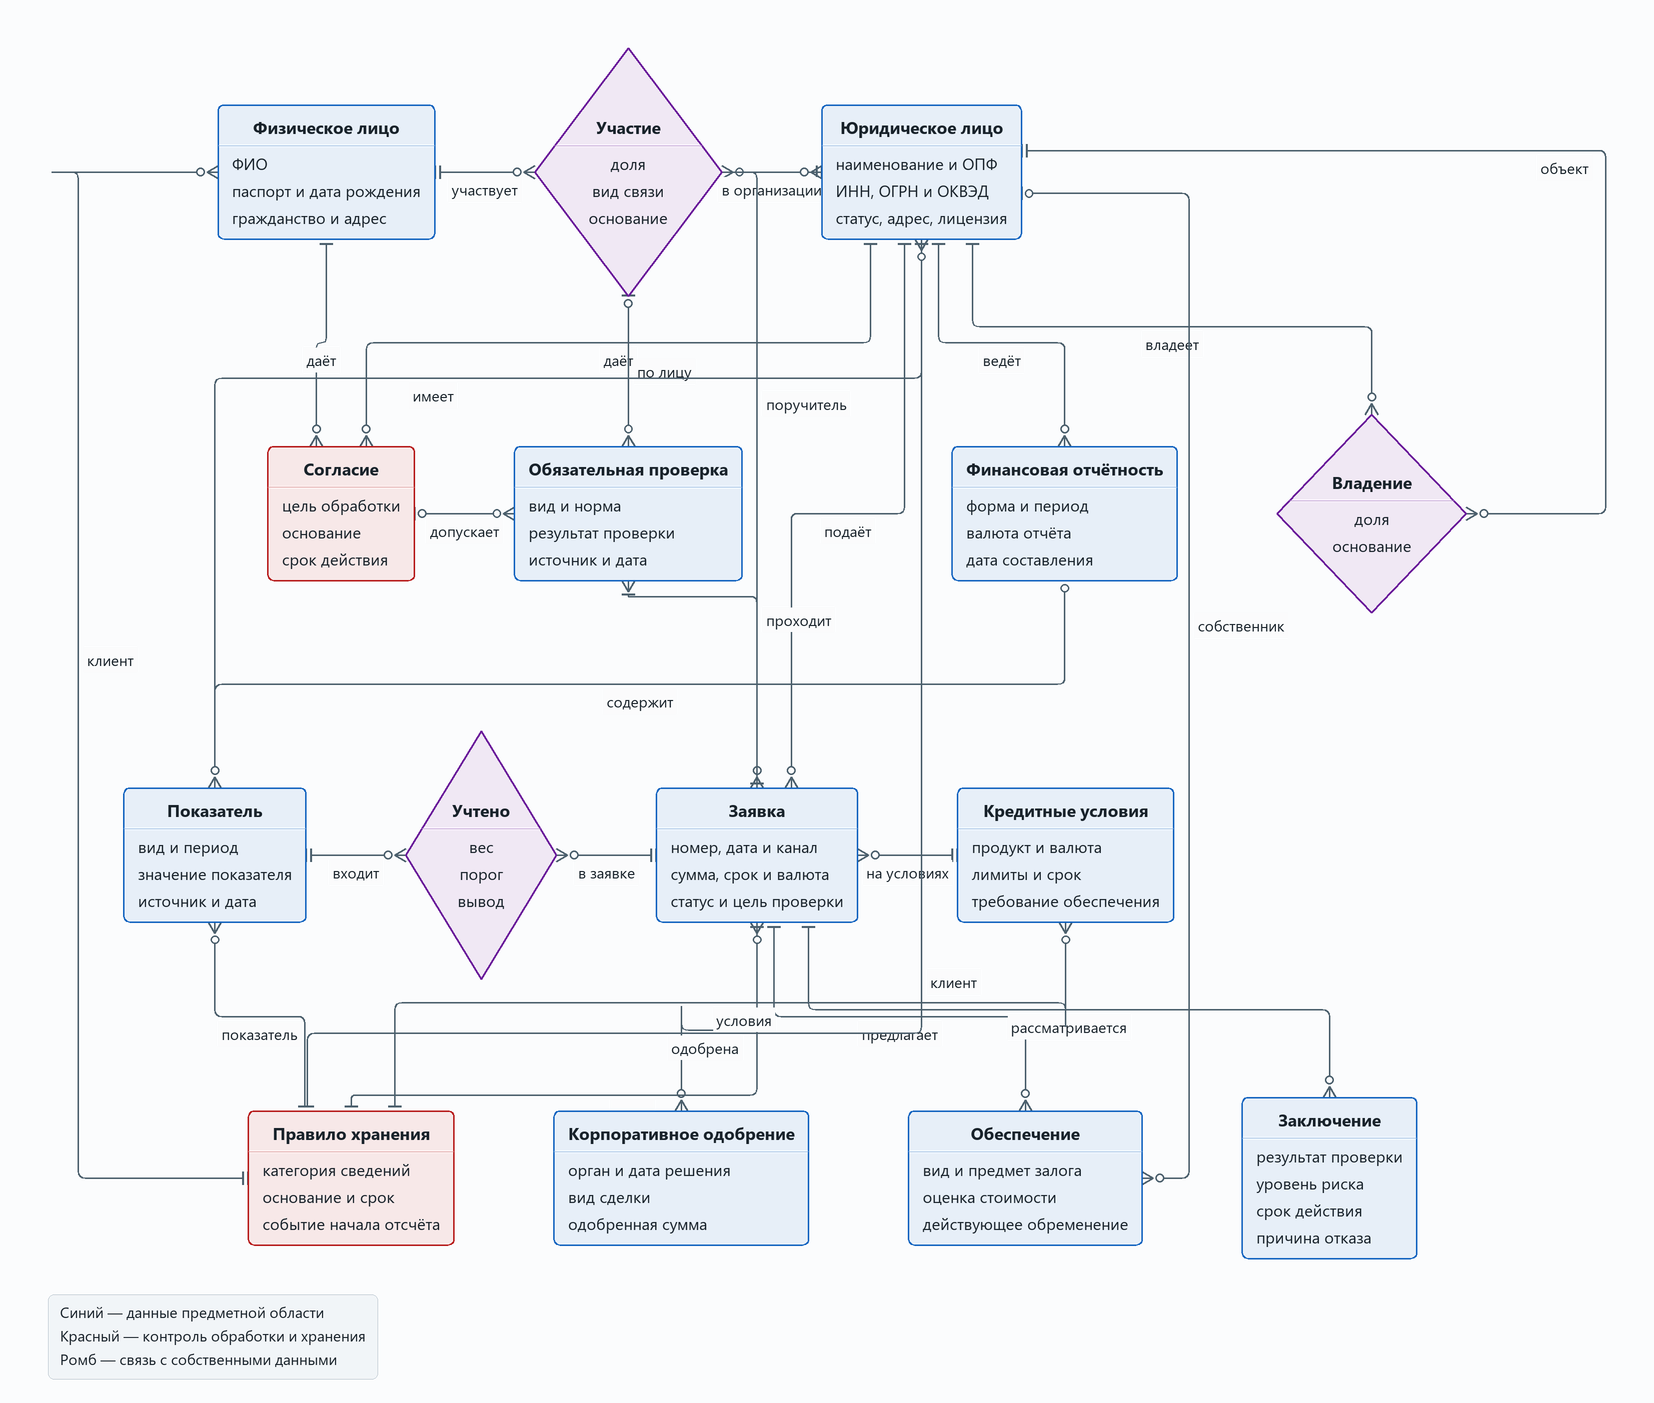 Физическое лицо
ФИО
паспорт и дата рождения
гражданство и адрес
участвует
Участие
доля
вид связи
основание
в организации
Юридическое лицо
наименование и ОПФ
ИНН, ОГРН и ОКВЭД
статус, адрес, лицензия
объект
даёт
даёт
по лицу
ведёт
владеет
имеет
поручитель
Согласие
цель обработки
основание
срок действия
допускает
Обязательная проверка
вид и норма
результат проверки
источник и дата
подаёт
Финансовая отчётность
форма и период
валюта отчёта
дата составления
Владение
доля
основание
проходит
собственник
клиент
содержит
Показатель
вид и период
значение показателя
источник и дата
входит
Учтено
вес
порог
вывод
в заявке
Заявка
номер, дата и канал
сумма, срок и валюта
статус и цель проверки
на условиях
Кредитные условия
продукт и валюта
лимиты и срок
требование обеспечения
клиент
показатель
условия
одобрена
предлагает
рассматривается
Правило хранения
категория сведений
основание и срок
событие начала отсчёта
Корпоративное одобрение
орган и дата решения
вид сделки
одобренная сумма
Обеспечение
вид и предмет залога
оценка стоимости
действующее обременение
Заключение
результат проверки
уровень риска
срок действия
причина отказа
Синий — данные предметной области
Красный — контроль обработки и хранения
Ромб — связь с собственными данными